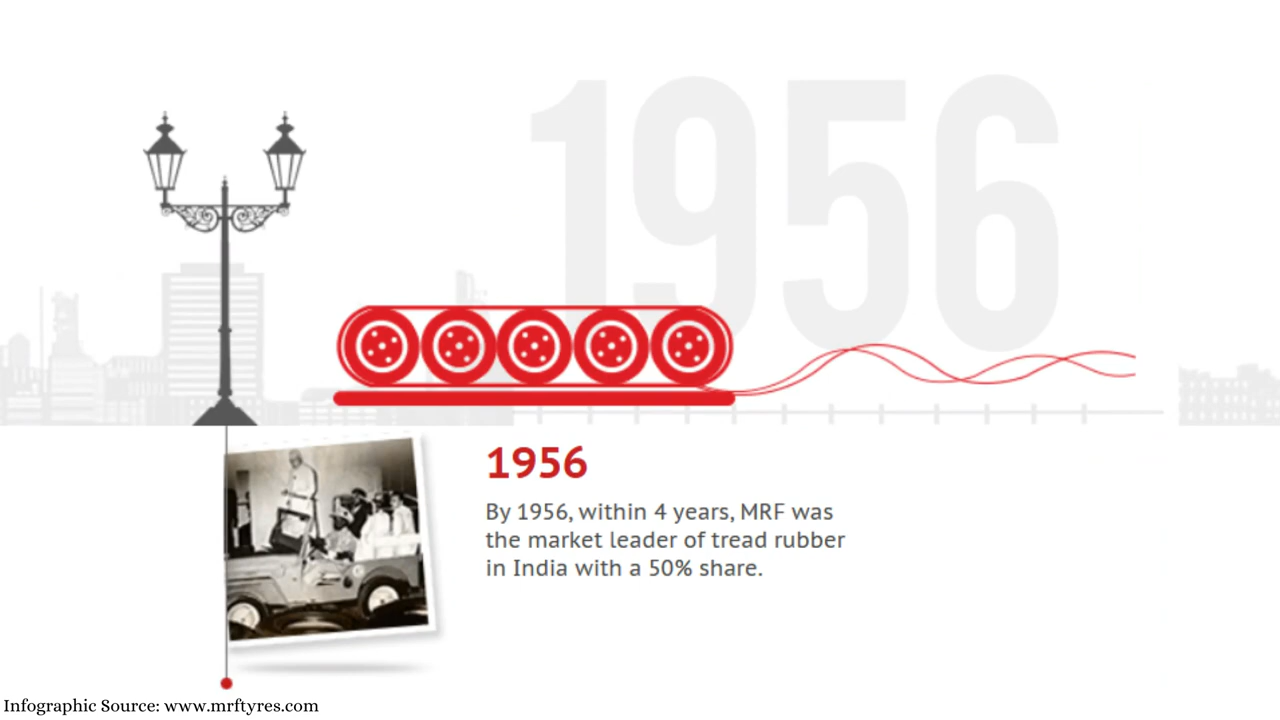 1956
1956
By 1956, within 4 years, MRF was
the market leader of tread rubber
in India with a 50% share.
Infographic Source: www.mrftyres.com